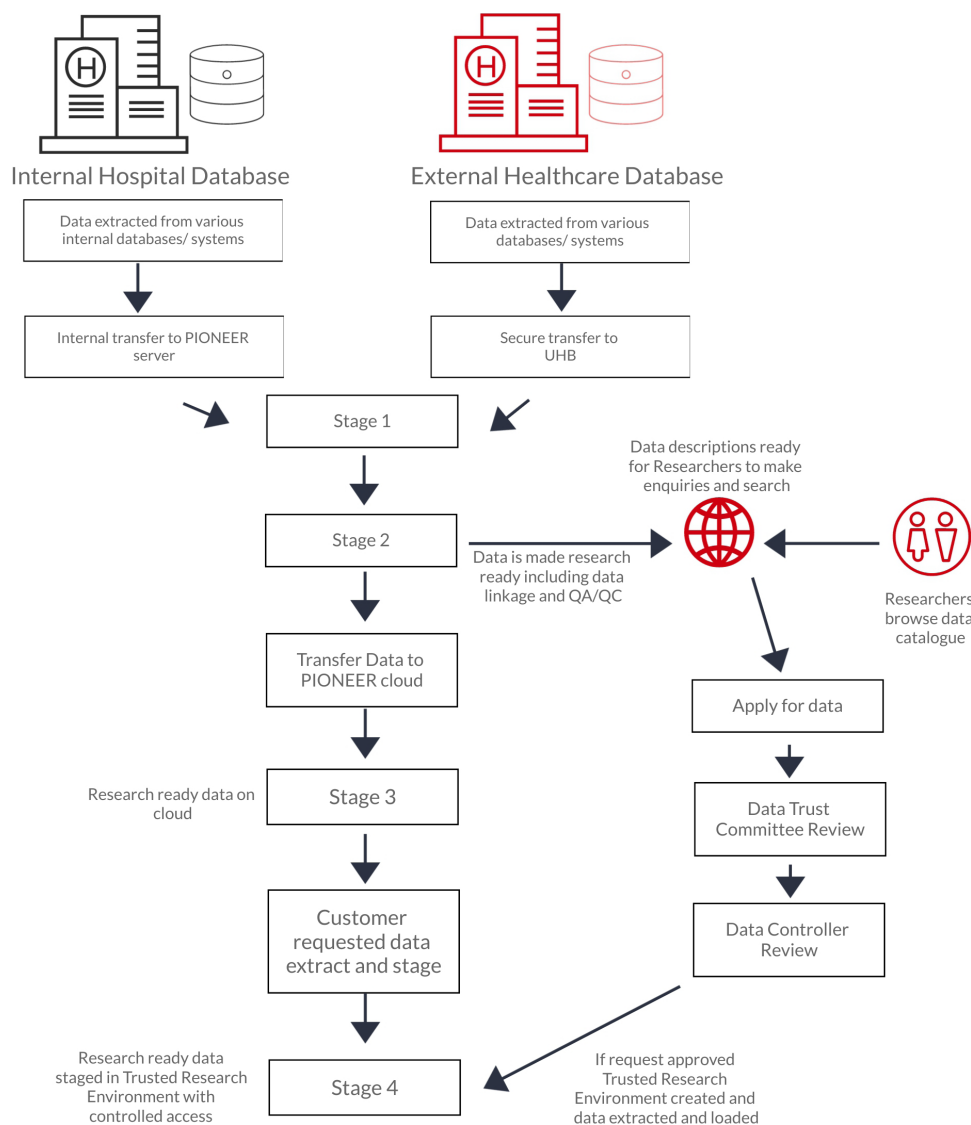 H
H
Internal Hospital Database
External Healthcare Database
Data extracted from various
internal databases/ systems
Data extracted from various
databases/ systems
Internal transfer to PIONEER
server
Secure transfer to
UHB
Stage 1
Data descriptions ready
for Researchers to make
enquiries and search
Stage 2
Data is made research
ready including data
linkage and QA/QC
Researchers
browse data
catalogue
Transfer Data to
PIONEER cloud
Apply for data
Research ready data on
cloud
Stage 3
Data Trust
Committee Review
Customer
requested data
extract and stage
Data Controller
Review
Research ready data
staged in Trusted Research
Environment with
controlled access
Stage 4
If request approved
Trusted Research
Environment created and
data extracted and loaded